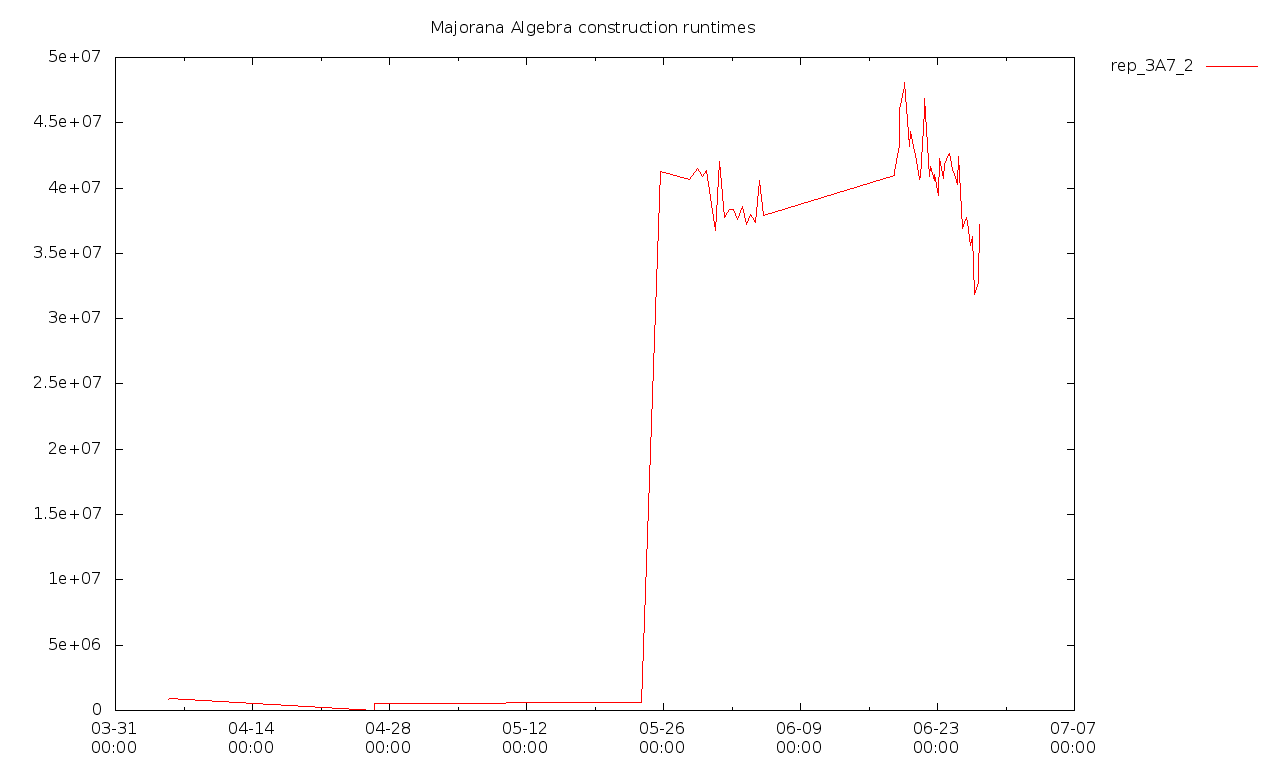 Majorana Algebra construction runtimes
rep_3A7_2
5e+07
4.5e+07
4e+07
3.5e+07
3e+07
2.5e+07
2e+07
1.5e+07
1e+07
5e+06
0
03-31 04-14 04-28 05-12 05-26 06-09 06-23 07-07
00:00 00:00 00:00 00:00 00:00 00:00 00:00 00:00